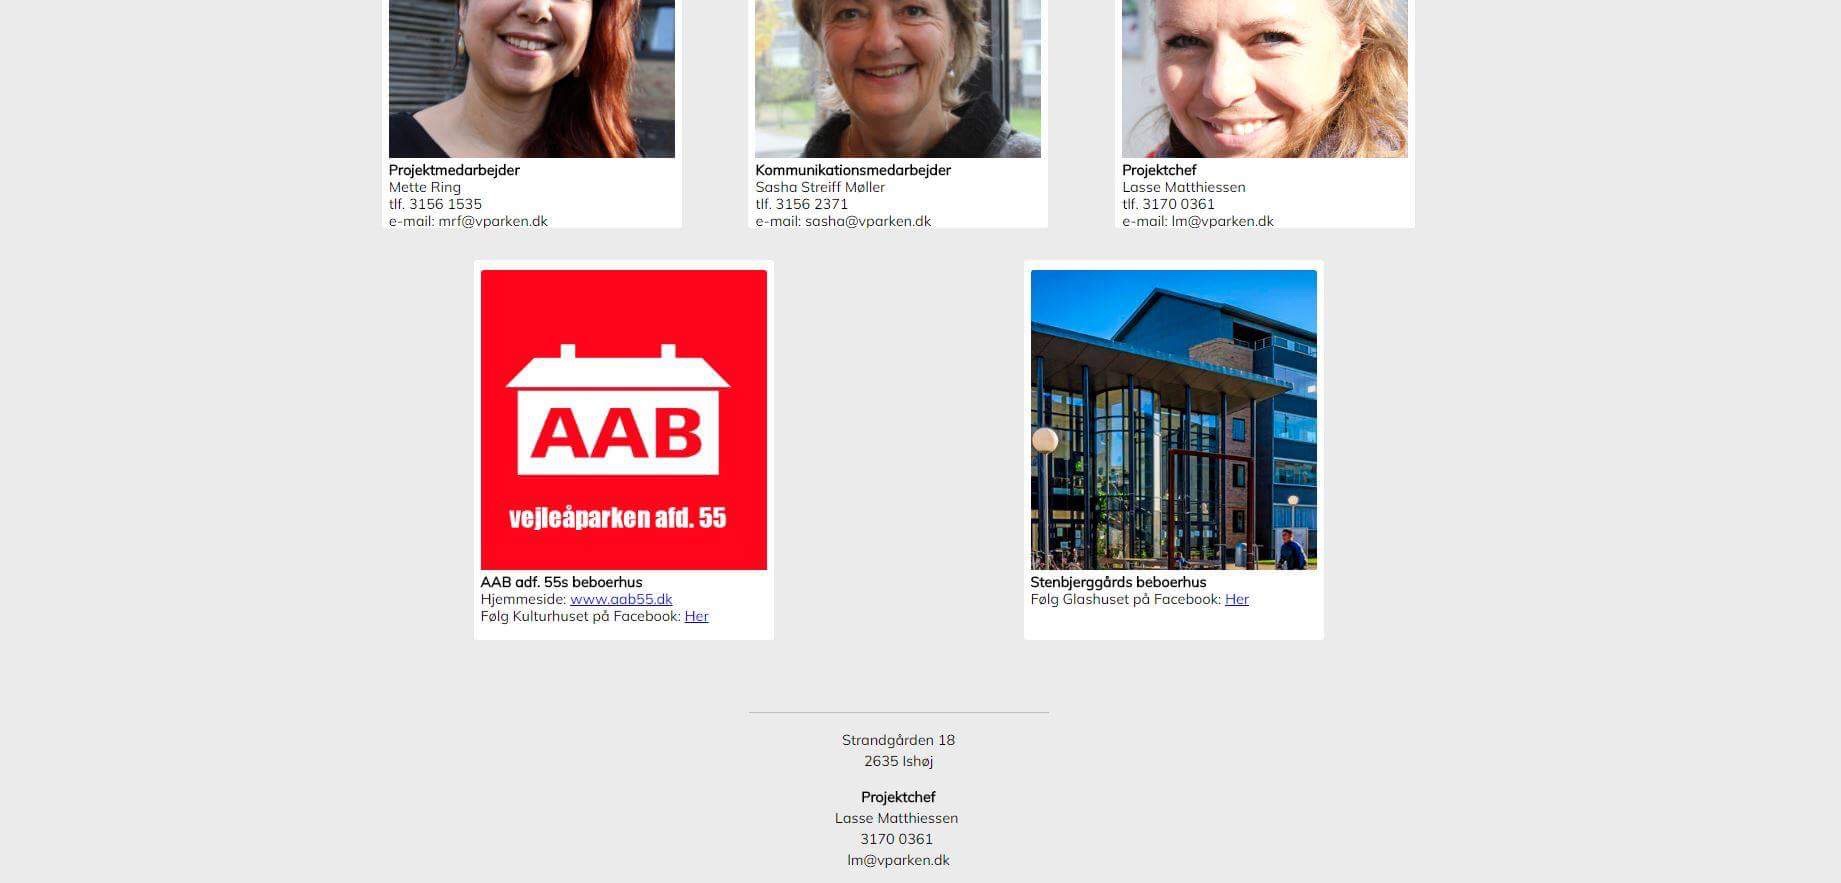 Projektmedarbejder
Mette Ring
tlf. 3156 1535
e-mail: mrf@vparken.dk
Kommunikationsmedarbejder
Sasha Streiff Møller
tlf. 3156 2371
e-mail: sasha@vparken.dk
Projektchef
Lasse Matthiessen
tlf. 3170 0361
e-mail: lm@vparken.dk
AAB
vejleåparken afd. 55
AAB adf. 55s beboerhus
Hjemmeside: www.aab55.dk
Følg Kulturhuset på Facebook: Her
Stenbjerggårds beboerhus
Følg Glashuset på Facebook: Her
Strandgården 18
2635 Ishøj
Projektchef
Lasse Matthiessen
3170 0361
lm@vparken.dk